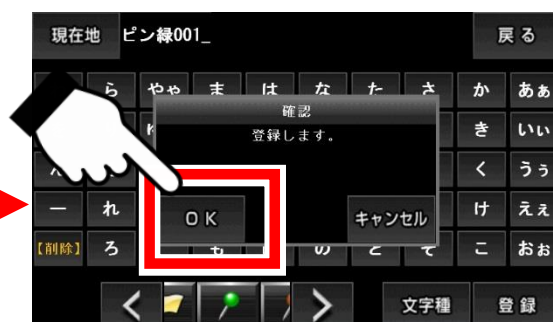 現在地 ピン緑001_ 戻る
ら ゃや ま は な た さ か あぁ
確認
登録します。
き いぃ
く うぅ
ー れ け えぇ
OK キャンセル
【削除】 ろ も の と そ こ おぉ
文字種 登録